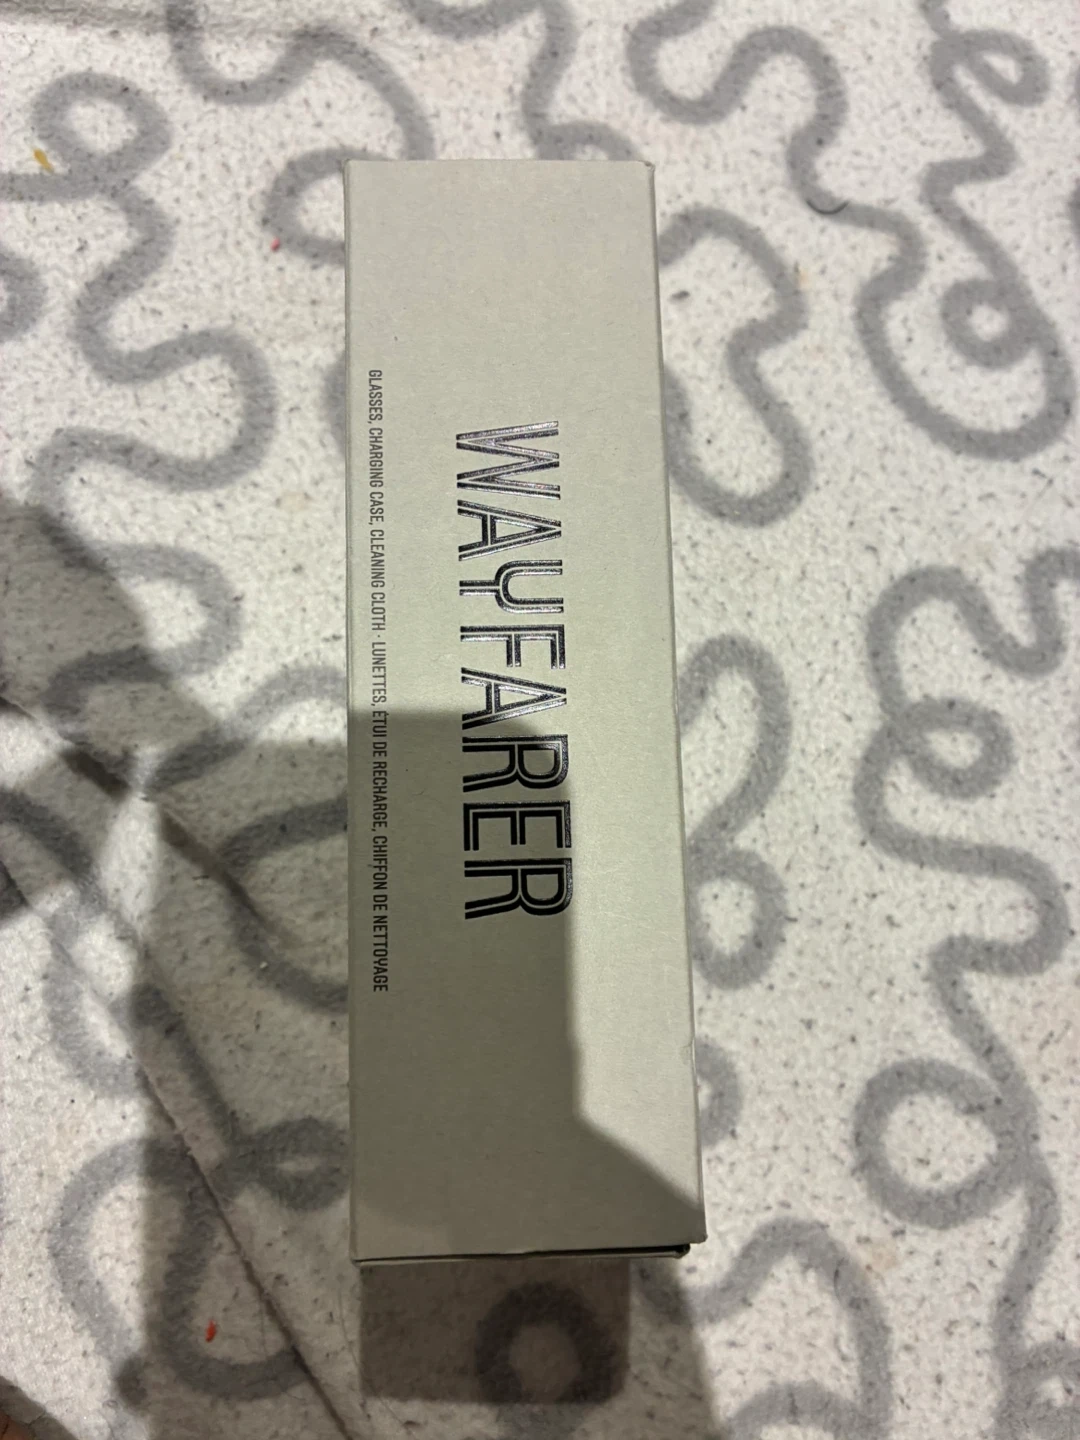 WAYFARER
GLASSES, CHARGING CASE, CLEANING CLOTH · LUNETTES, ÉTUI DE RECHARGE, CHIFFON DE NETTOYAGE